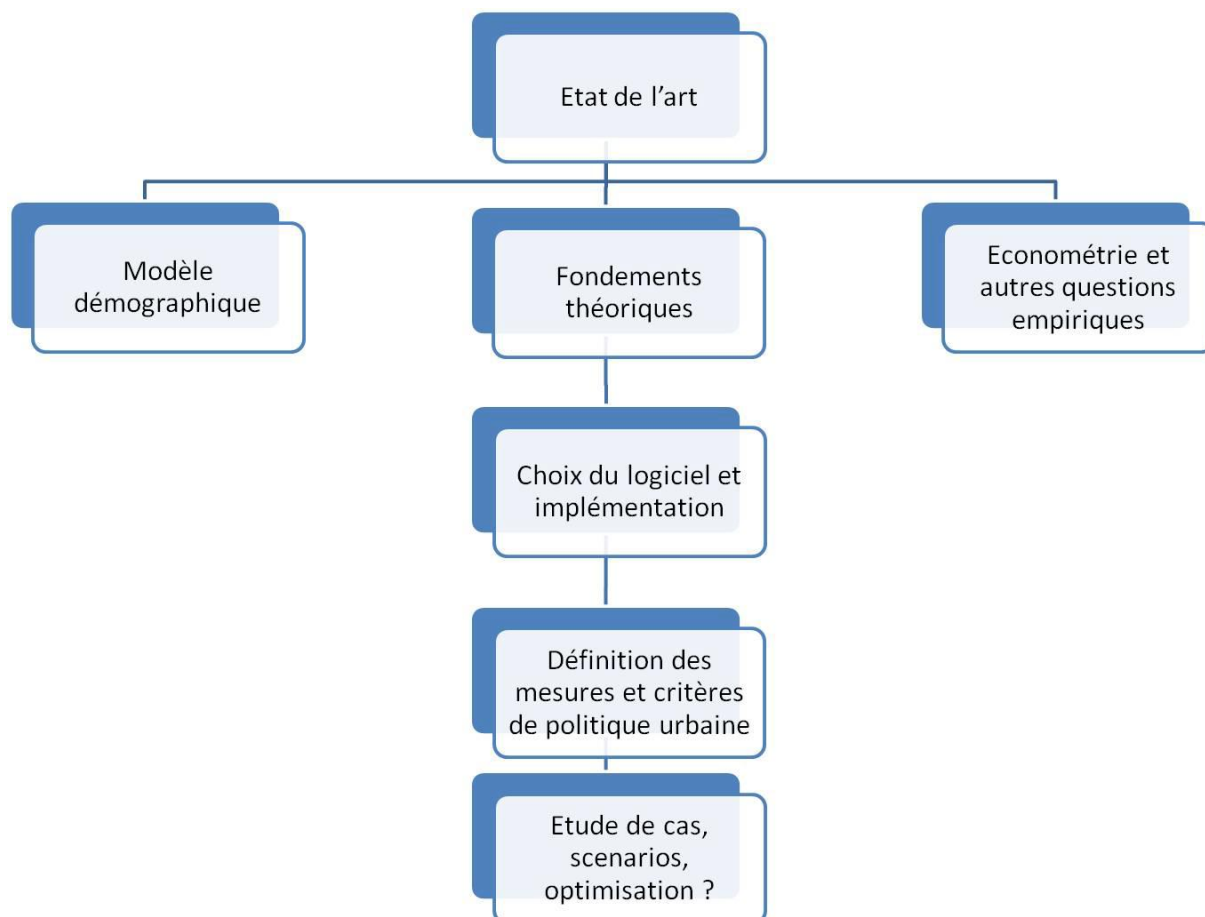 Etat de l’art
Modèle
démographique
Fondements
théoriques
Econométrie et
autres questions
empiriques
Choix du logiciel et
implémentation
Définition des
mesures et critères
de politique urbaine
Etude de cas,
scenarios,
optimisation ?